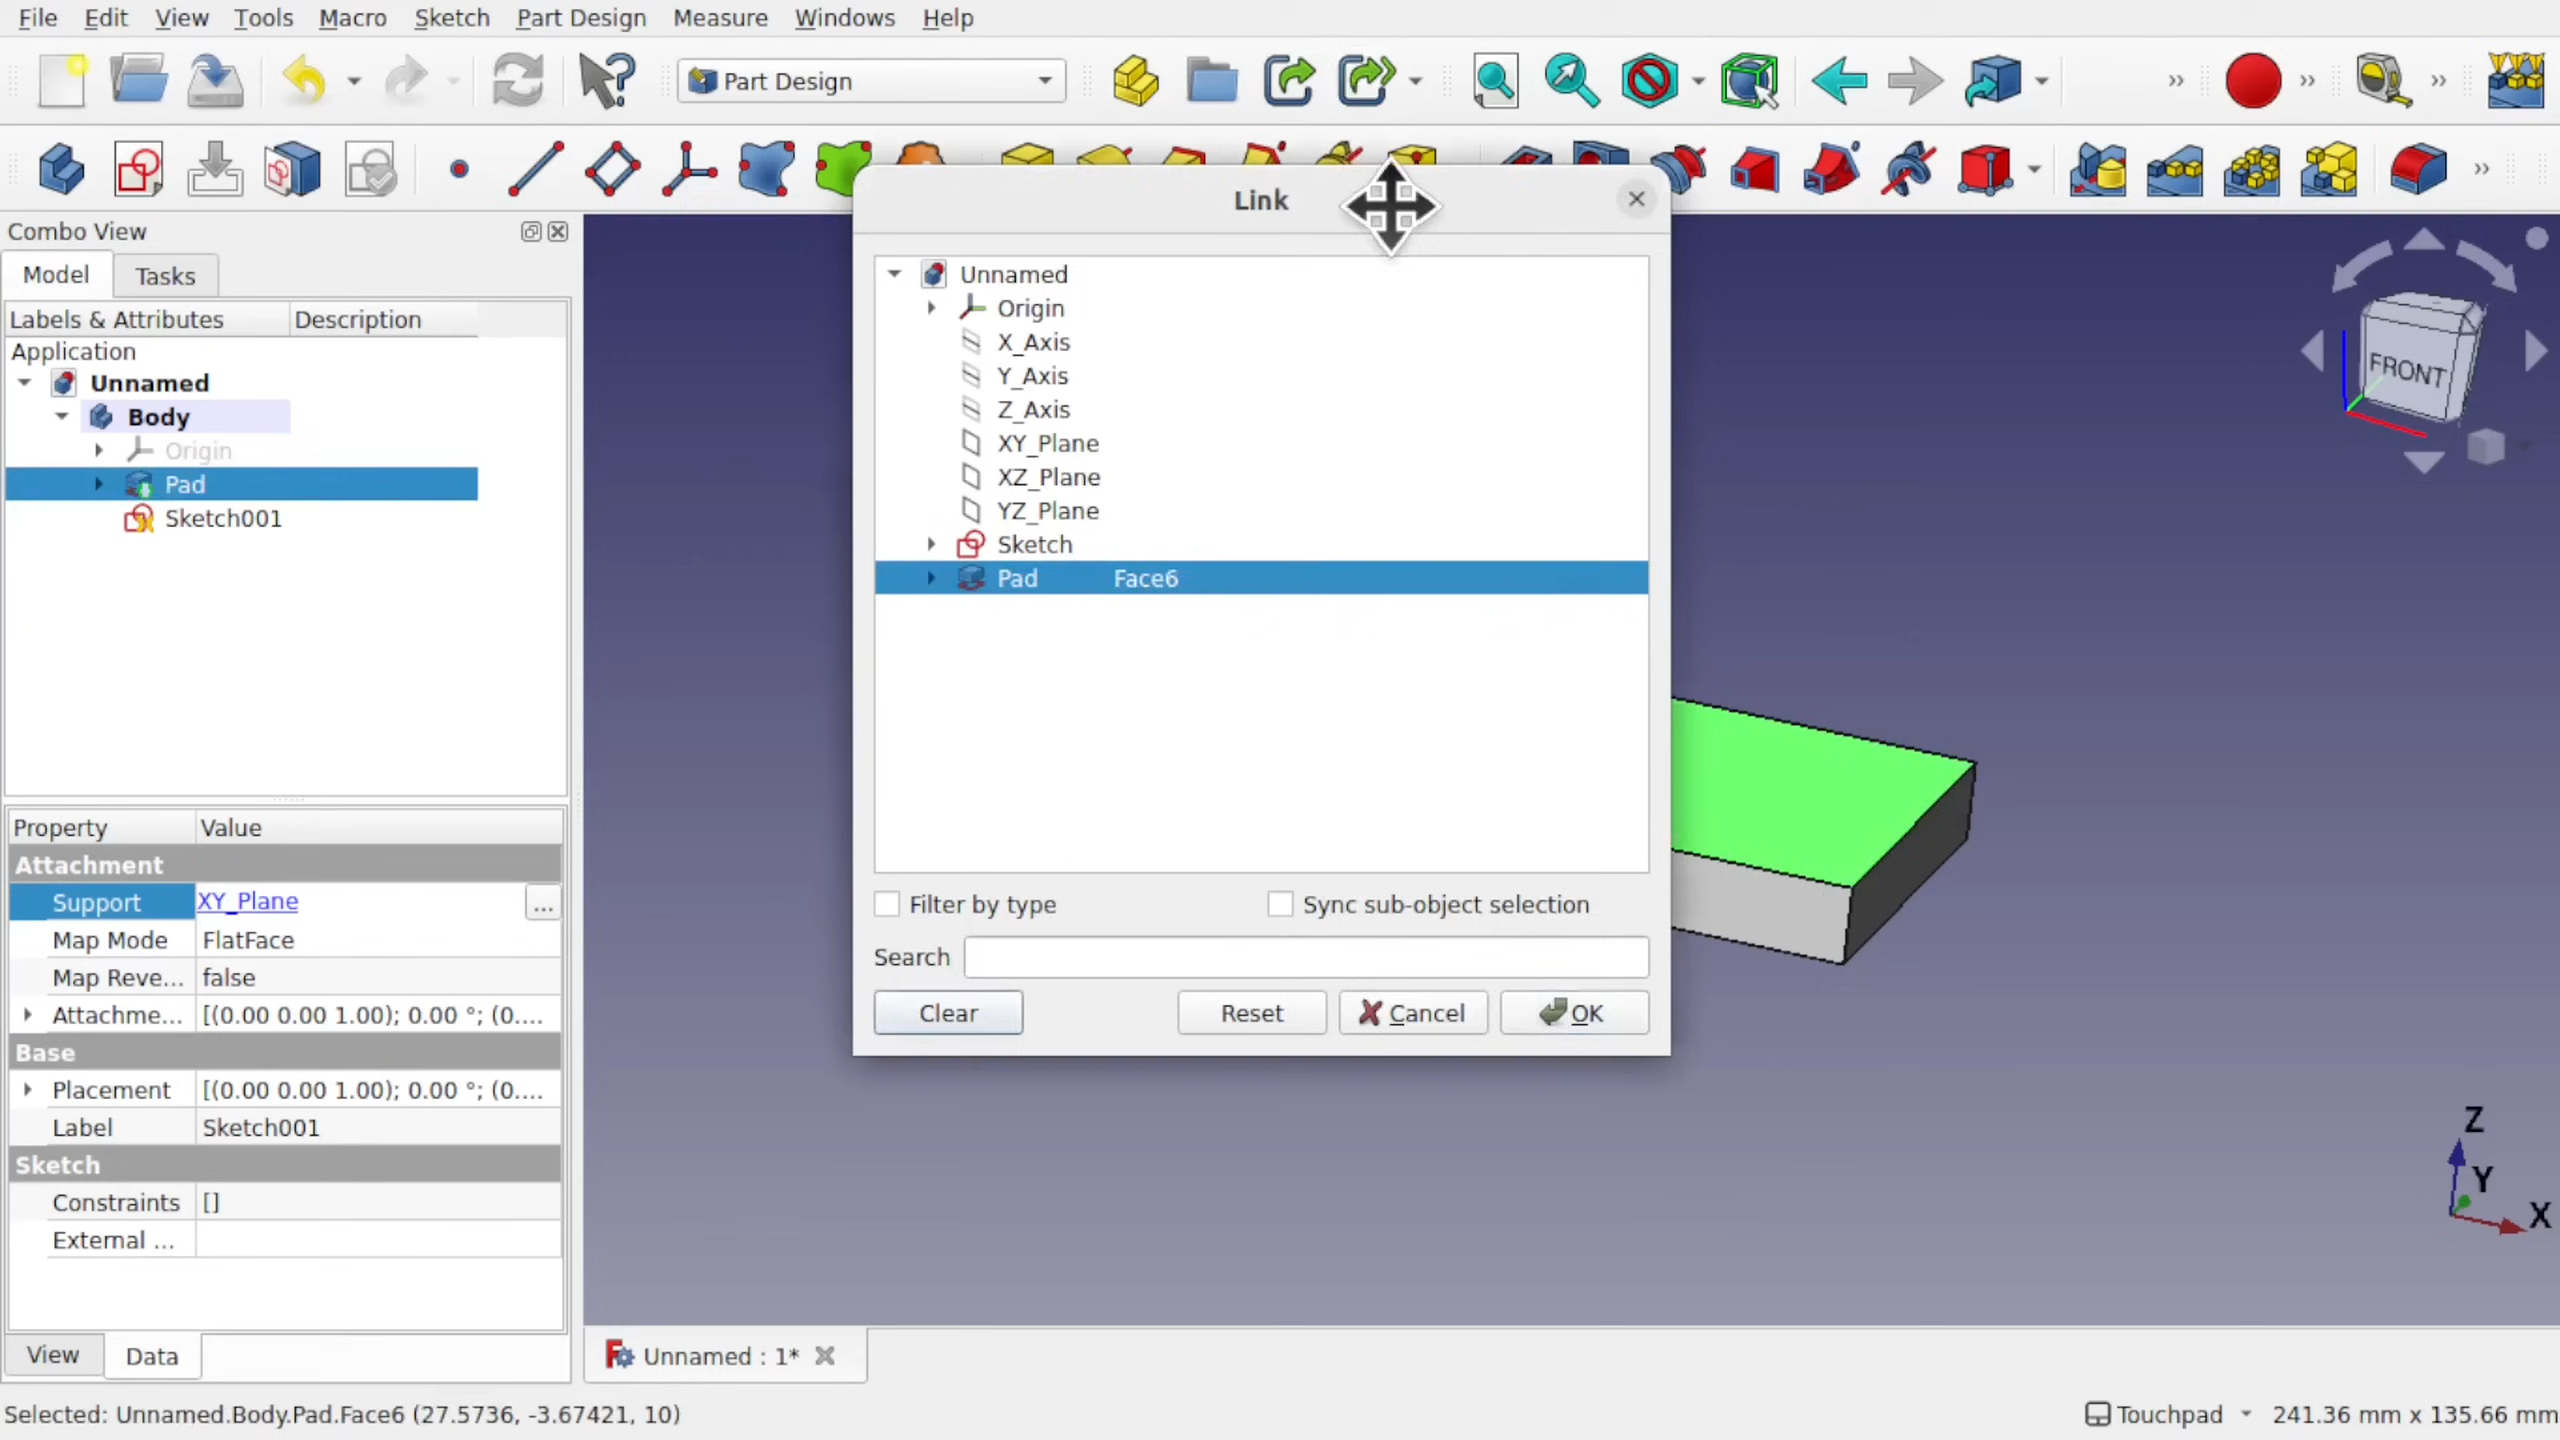 File Edit View Tools Macro Sketch Part Design Measure Windows Help
Part Design
Combo View
Model Tasks
Labels & Attributes Description
Application
Unnamed
Body
Origin
Pad
Sketch001
Property Value
Attachment
Support XY_Plane ...
Map Mode FlatFace
Map Reve... false
Attachme... [(0.00 0.00 1.00); 0.00 °; (0....
Base
Placement [(0.00 0.00 1.00); 0.00 °; (0....
Label Sketch001
Sketch
Constraints []
External ...
View Data
Link
Unnamed
Origin
X_Axis
Y_Axis
Z_Axis
XY_Plane
XZ_Plane
YZ_Plane
Sketch
Pad Face6
Filter by type Sync sub-object selection
Search
Clear Reset Cancel OK
FRONT
Z
Y
X
Unnamed : 1*
Selected: Unnamed.Body.Pad.Face6 (27.5736, -3.67421, 10)
Touchpad 241.36 mm x 135.66 mm